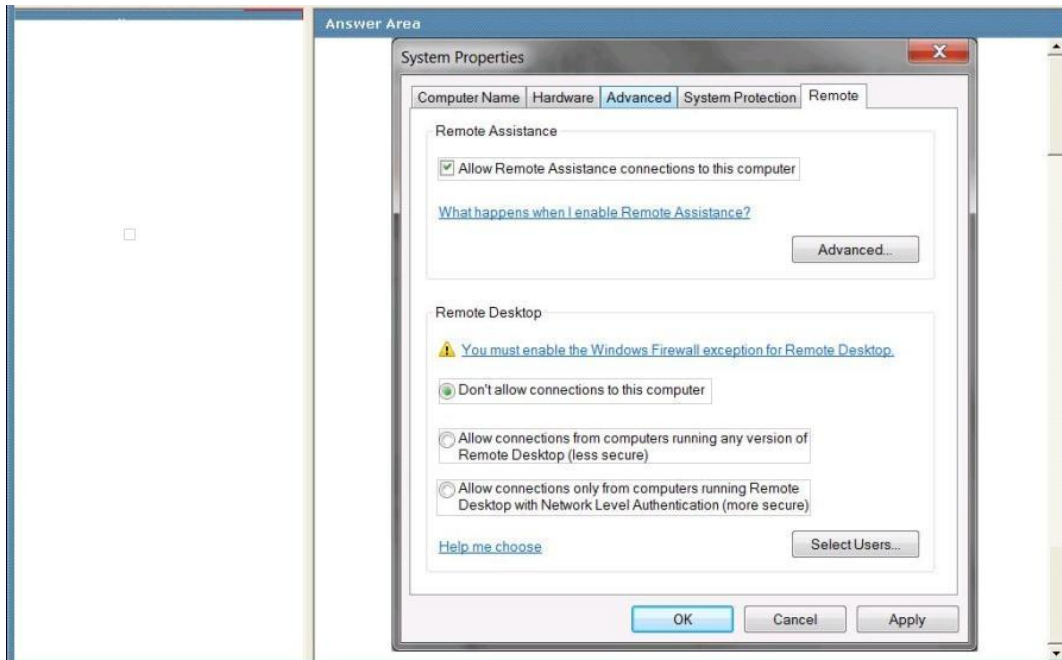 Answer Area
System Properties
Computer Name Hardware Advanced System Protection Remote
Remote Assistance
Allow Remote Assistance connections to this computer
What happens when I enable Remote Assistance?
Advanced...
Remote Desktop
You must enable the Windows Firewall exception for Remote Desktop.
Don't allow connections to this computer
Allow connections from computers running any version of
Remote Desktop (less secure)
Allow connections only from computers running Remote
Desktop with Network Level Authentication (more secure)
Help me choose
Select Users...
OK Cancel Apply